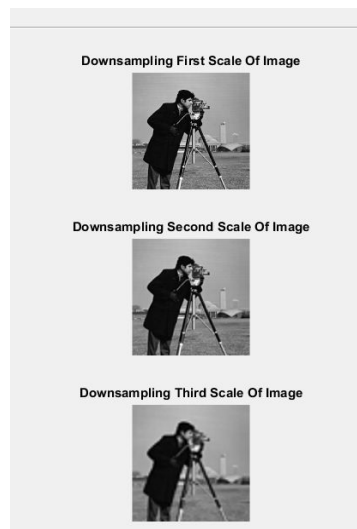 Downsampling First Scale Of Image
Downsampling Second Scale Of Image
Downsampling Third Scale Of Image